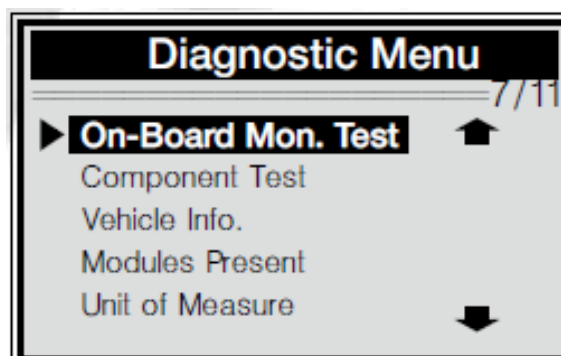 Diagnostic Menu
7/11
On-Board Mon. Test
Component Test
Vehicle Info.
Modules Present
Unit of Measure